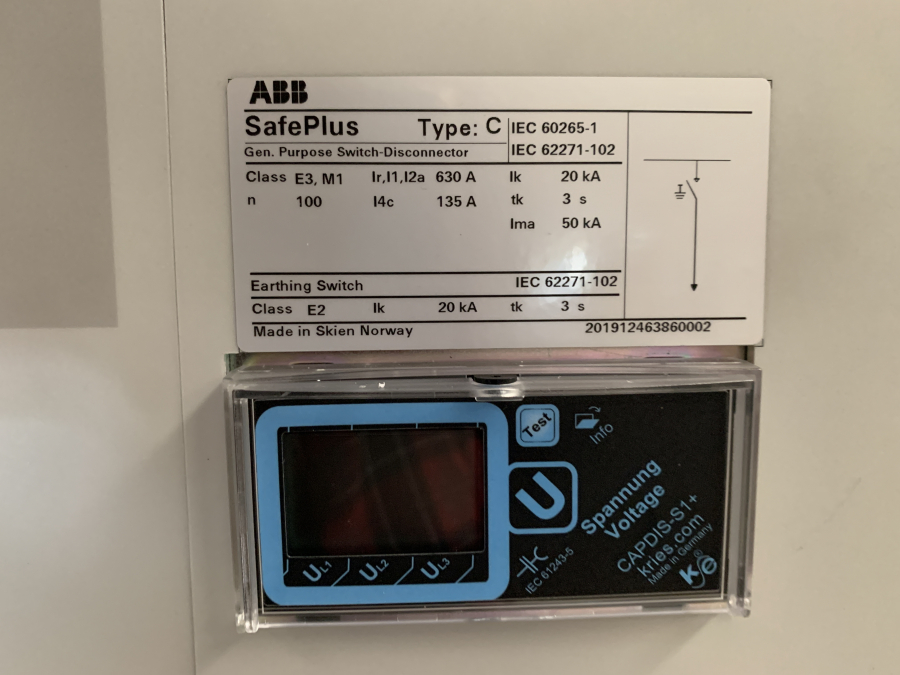 ABB
SafePlus Type: C IEC 60265-1
Gen. Purpose Switch-Disconnector IEC 62271-102
Class E3, M1 Ir,I1,I2a 630 A Ik 20 kA
n 100 I4c 135 A tk 3 s
Ima 50 kA
Earthing Switch IEC 62271-102
Class E2 Ik 20 kA tk 3 s
Made in Skien Norway 201912463860002
Test
Info
U
Spannung
Voltage
CAPDIS-S1+
kries.com
Made in Germany
IEC 61243-5
UL1 UL2 UL3